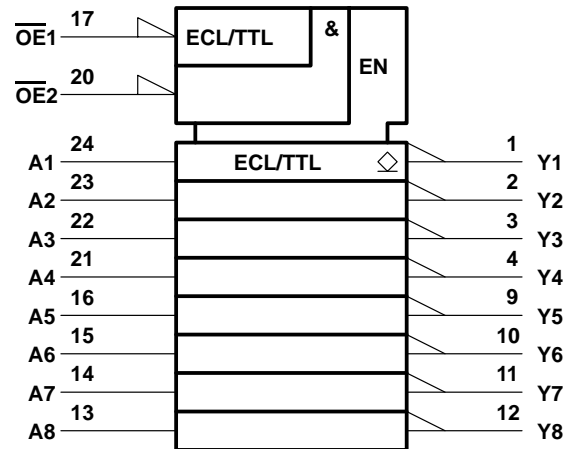 17
OE1 ECL/TTL & EN
20
OE2
24 1
A1 ECL/TTL Y1
23 2
A2 Y2
22 3
A3 Y3
21 4
A4 Y4
16 9
A5 Y5
15 10
A6 Y6
14 11
A7 Y7
13 12
A8 Y8